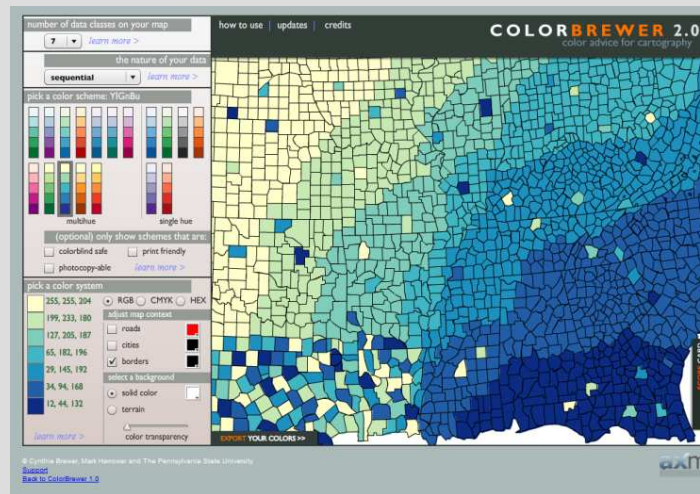 number of data classes on your map
7
learn more >
how to use | updates | credits
COLORBREWER 2.0
color advice for cartography
the nature of your data
sequential
learn more >
pick a color scheme: YlGnBu
multihue
single hue
(optional) only show schemes that are:
colorblind safe
print friendly
photocopy-able
learn more >
pick a color system
255, 255, 204
199, 233, 180
127, 205, 187
65, 182, 196
29, 145, 192
34, 94, 168
12, 44, 132
learn more >
RGB CMYK HEX
adjust map context
roads
cities
borders
select a background
solid color
terrain
color transparency
EXPORT YOUR COLORS >>
© Cynthia Brewer, Mark Harrower and The Pennsylvania State University
Support
Back to ColorBrewer 1.0
axm